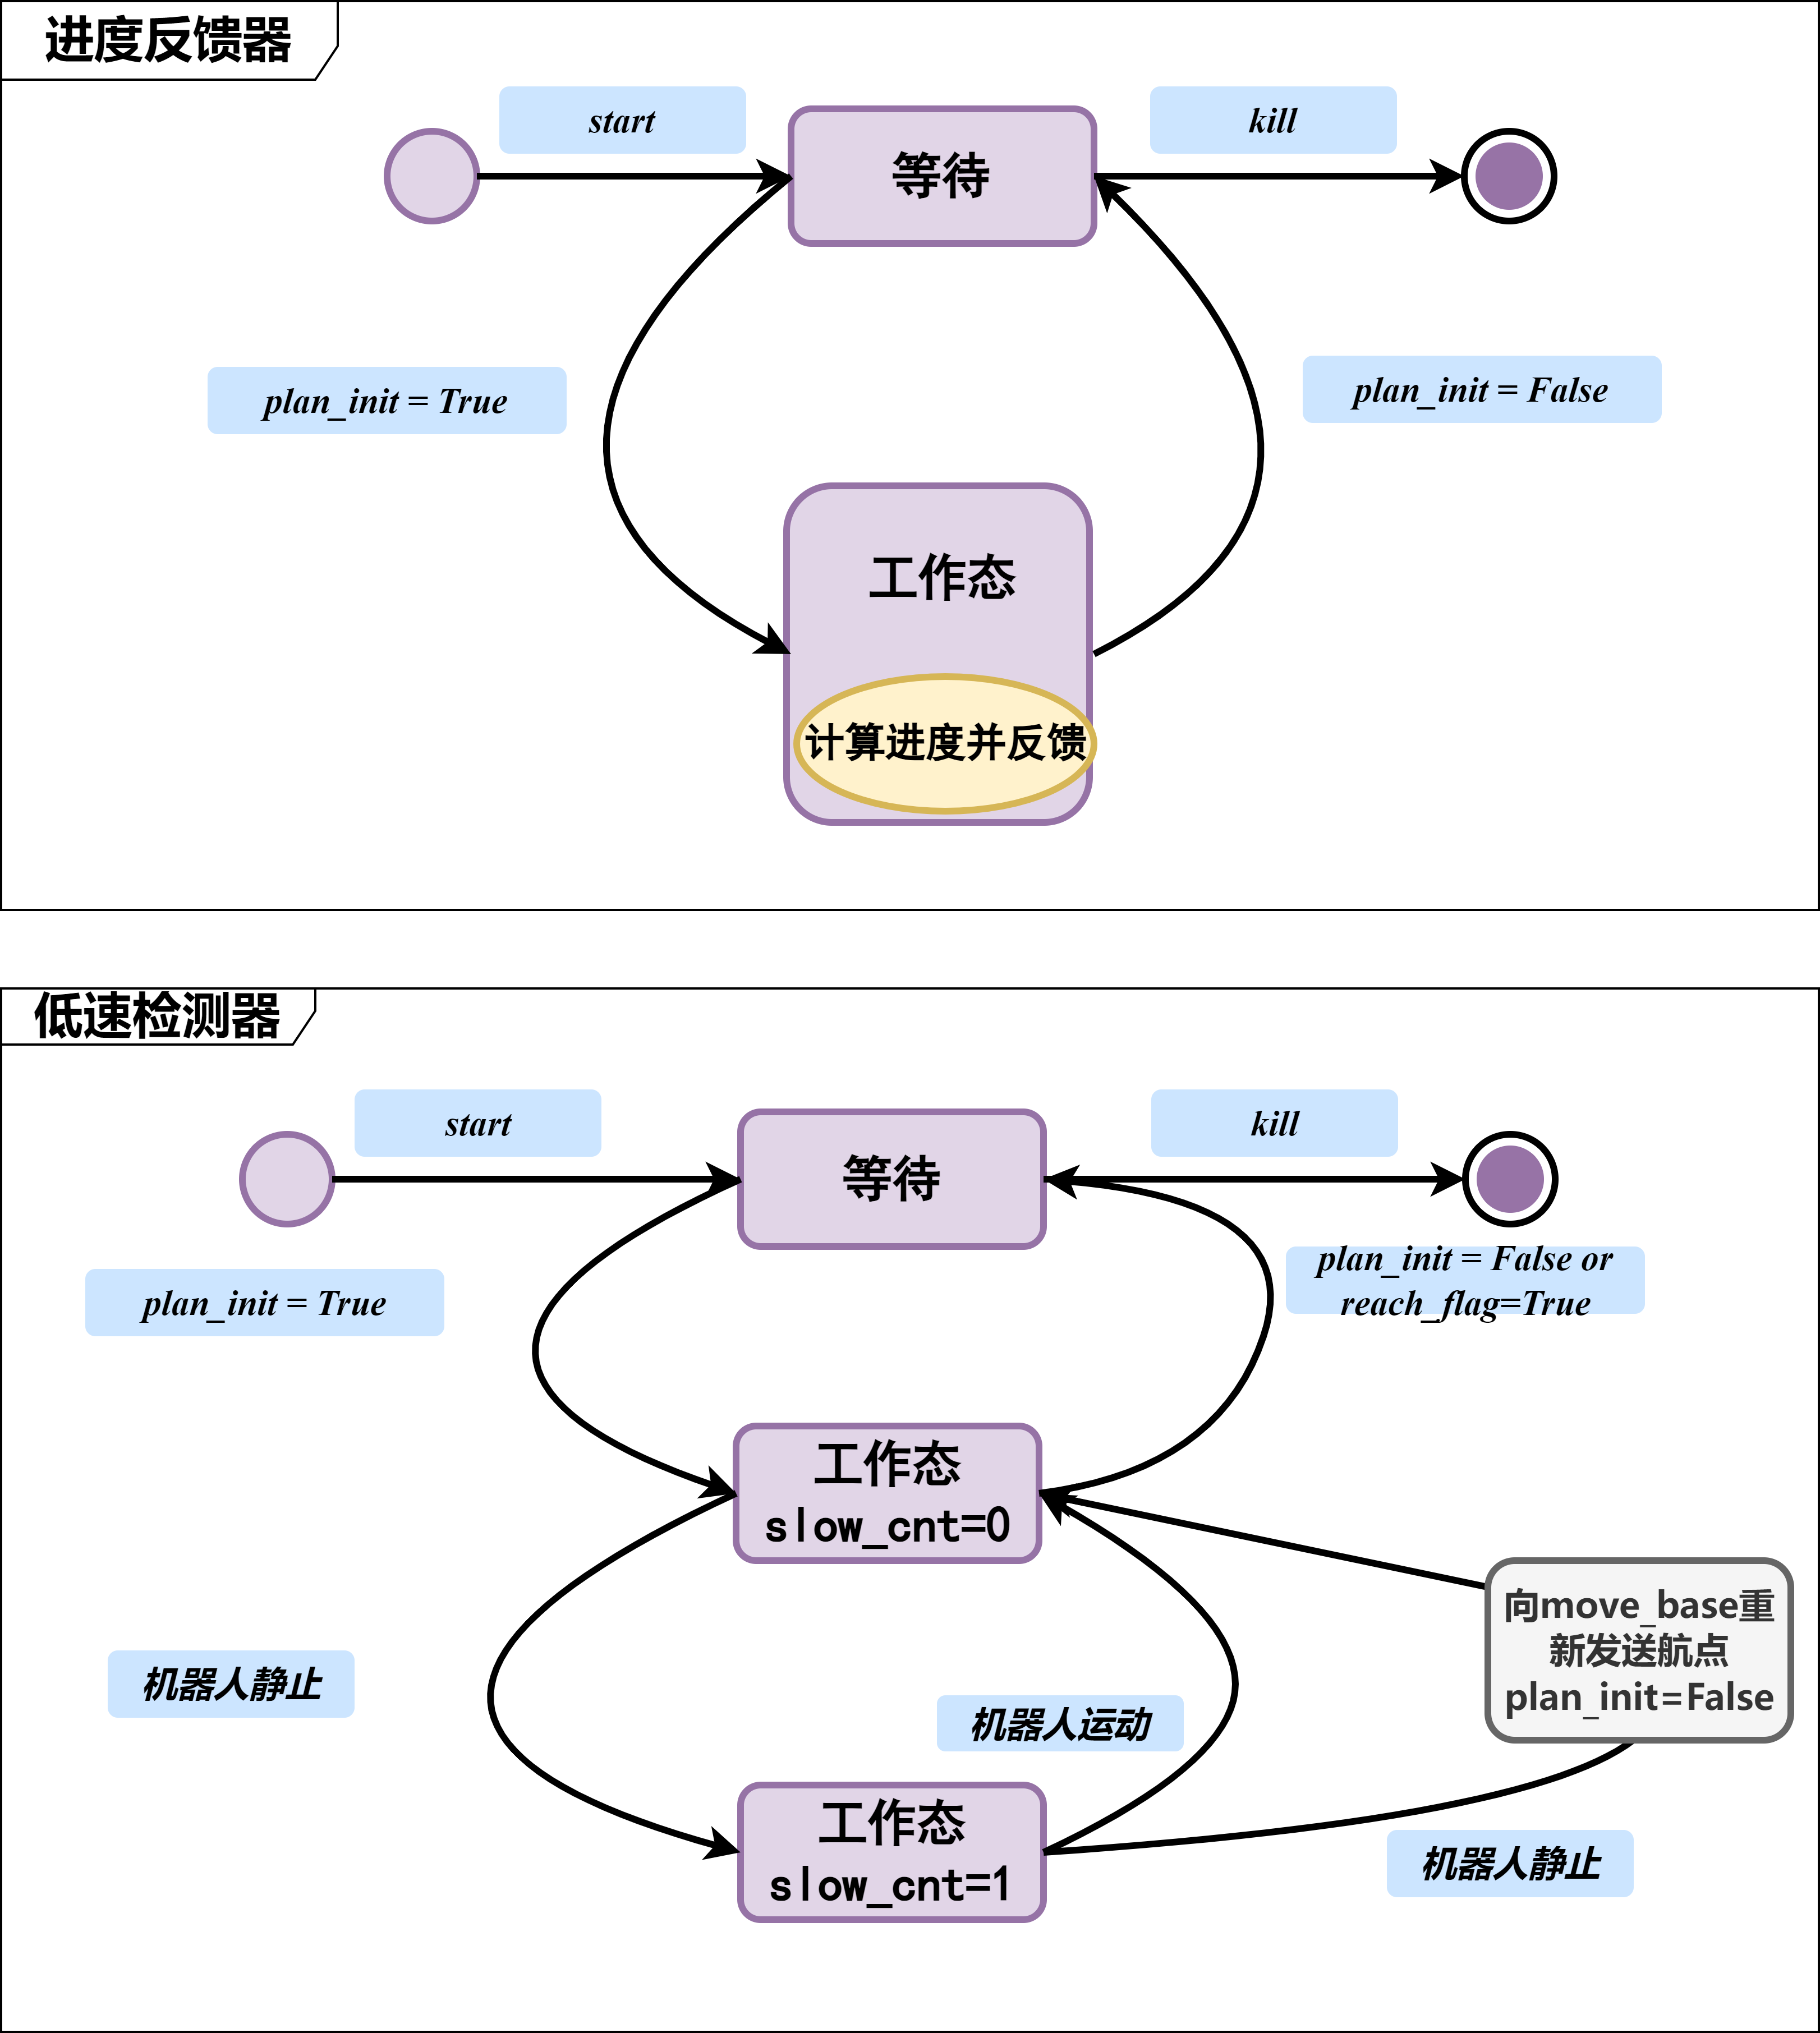 进度反馈器
start
kill
等待
plan_init = True
plan_init = False
工作态
计算进度并反馈
低速检测器
start
kill
等待
plan_init = True
plan_init = False or
reach_flag=True
工作态
slow_cnt=0
向move_base重
新发送航点
plan_init=False
机器人静止
机器人运动
工作态
slow_cnt=1
机器人静止